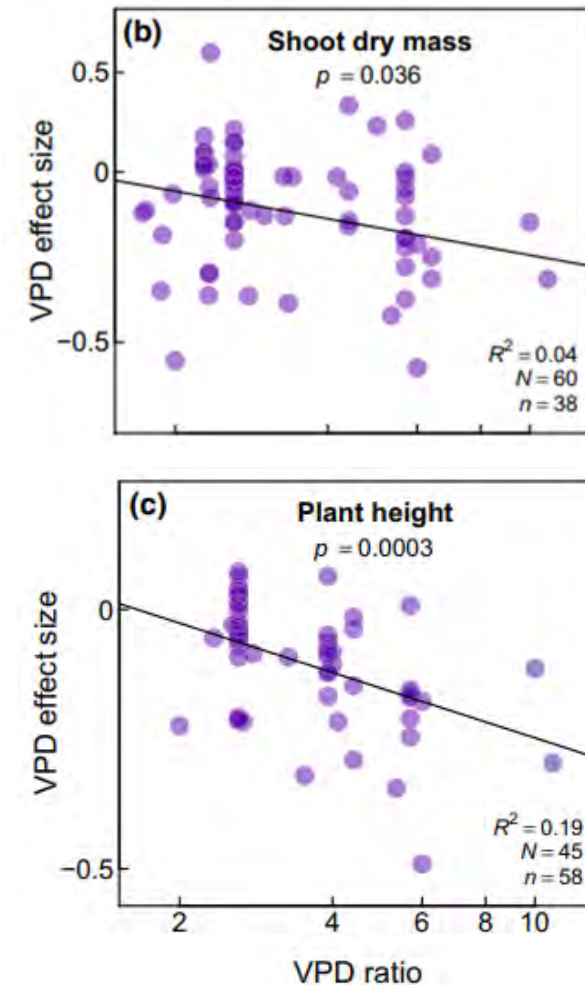 (b)
Shoot dry mass
p = 0.036
0.5
0
−0.5
VPD effect size
R² = 0.04
N = 60
n = 38
(c)
Plant height
p = 0.0003
0
−0.5
VPD effect size
R² = 0.19
N = 45
n = 58
2 4 6 8 10
VPD ratio